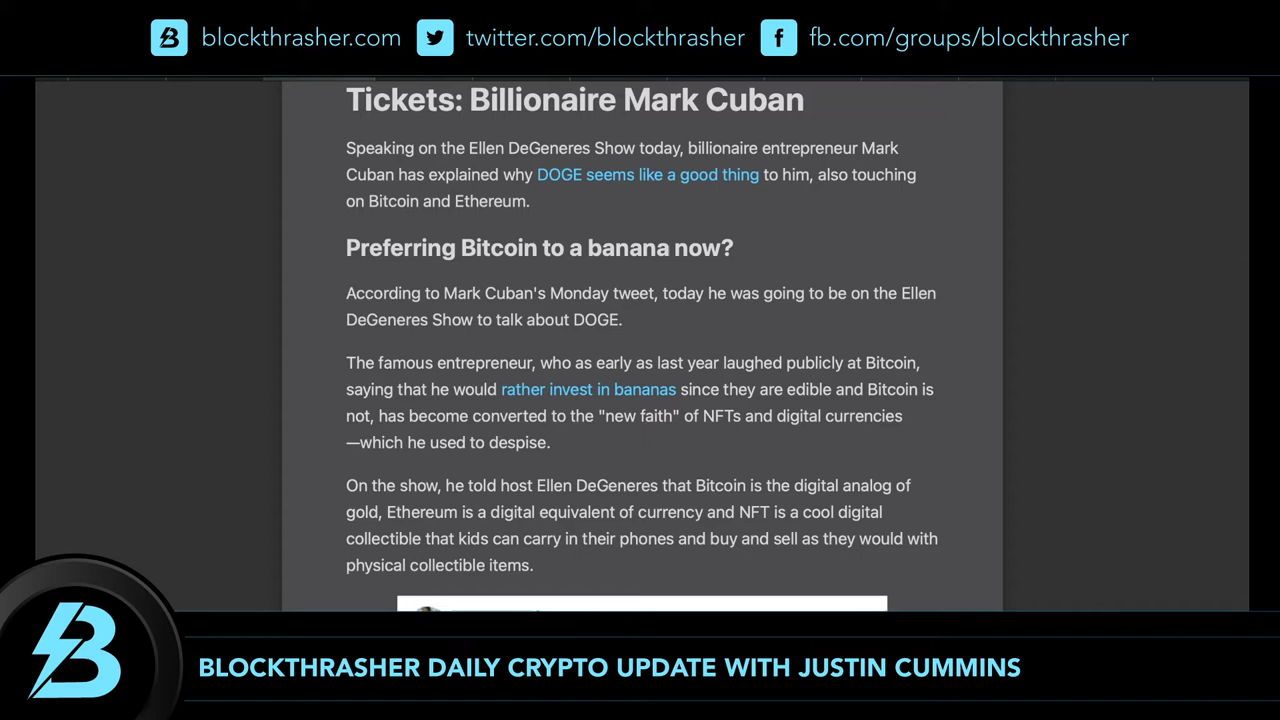 blockthrasher.com twitter.com/blockthrasher fb.com/groups/blockthrasher
Tickets: Billionaire Mark Cuban
Speaking on the Ellen DeGeneres Show today, billionaire entrepreneur Mark
Cuban has explained why DOGE seems like a good thing to him, also touching
on Bitcoin and Ethereum.
Preferring Bitcoin to a banana now?
According to Mark Cuban's Monday tweet, today he was going to be on the Ellen
DeGeneres Show to talk about DOGE.
The famous entrepreneur, who as early as last year laughed publicly at Bitcoin,
saying that he would rather invest in bananas since they are edible and Bitcoin is
not, has become converted to the "new faith" of NFTs and digital currencies
—which he used to despise.
On the show, he told host Ellen DeGeneres that Bitcoin is the digital analog of
gold, Ethereum is a digital equivalent of currency and NFT is a cool digital
collectible that kids can carry in their phones and buy and sell as they would with
physical collectible items.
BLOCKTHRASHER DAILY CRYPTO UPDATE WITH JUSTIN CUMMINS